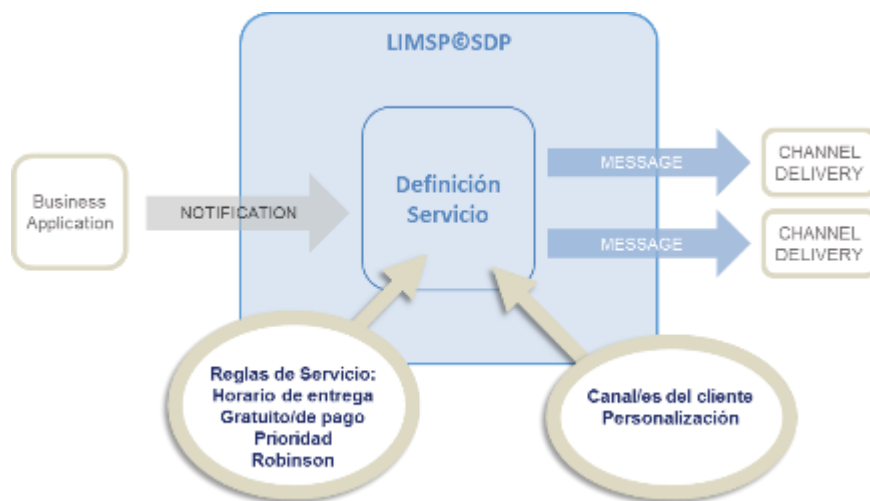 LIMSP©SDP
Business
Application
NOTIFICATION
Definición
Servicio
MESSAGE
CHANNEL
DELIVERY
MESSAGE
CHANNEL
DELIVERY
Reglas de Servicio:
Horario de entrega
Gratuito/de pago
Prioridad
Robinson
Canal/es del cliente
Personalización